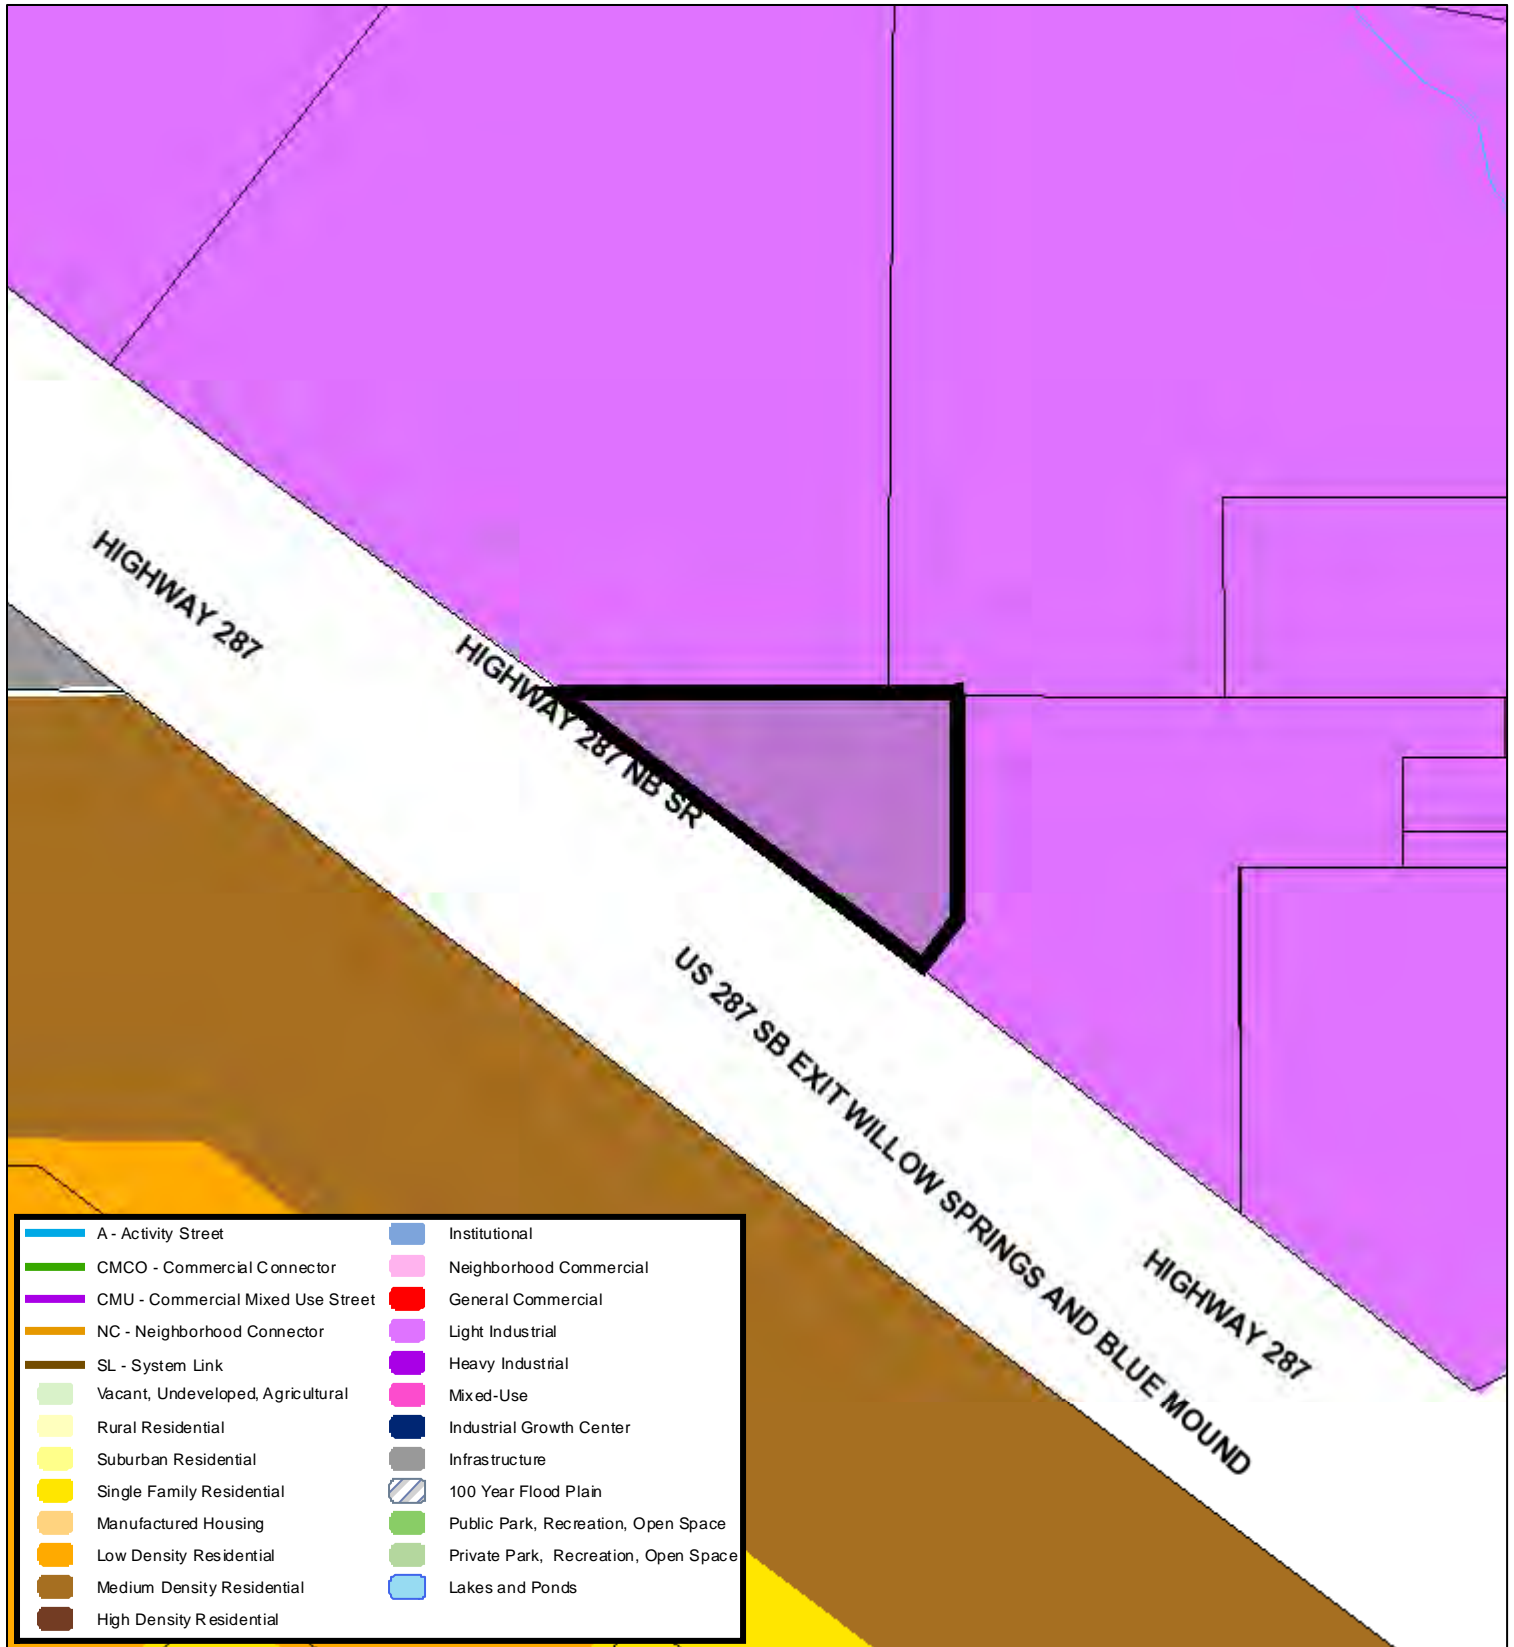 HIGHWAY 287
HIGHWAY 287 NB SR
US 287 SB EXIT WILLOW SPRINGS AND BLUE MOUND
HIGHWAY 287
A - Activity Street
CMCO - Commercial Connector
CMU - Commercial Mixed Use Street
NC - Neighborhood Connector
SL - System Link
Vacant, Undeveloped, Agricultural
Rural Residential
Suburban Residential
Single Family Residential
Manufactured Housing
Low Density Residential
Medium Density Residential
High Density Residential
Institutional
Neighborhood Commercial
General Commercial
Light Industrial
Heavy Industrial
Mixed-Use
Industrial Growth Center
Infrastructure
100 Year Flood Plain
Public Park, Recreation, Open Space
Private Park, Recreation, Open Space
Lakes and Ponds